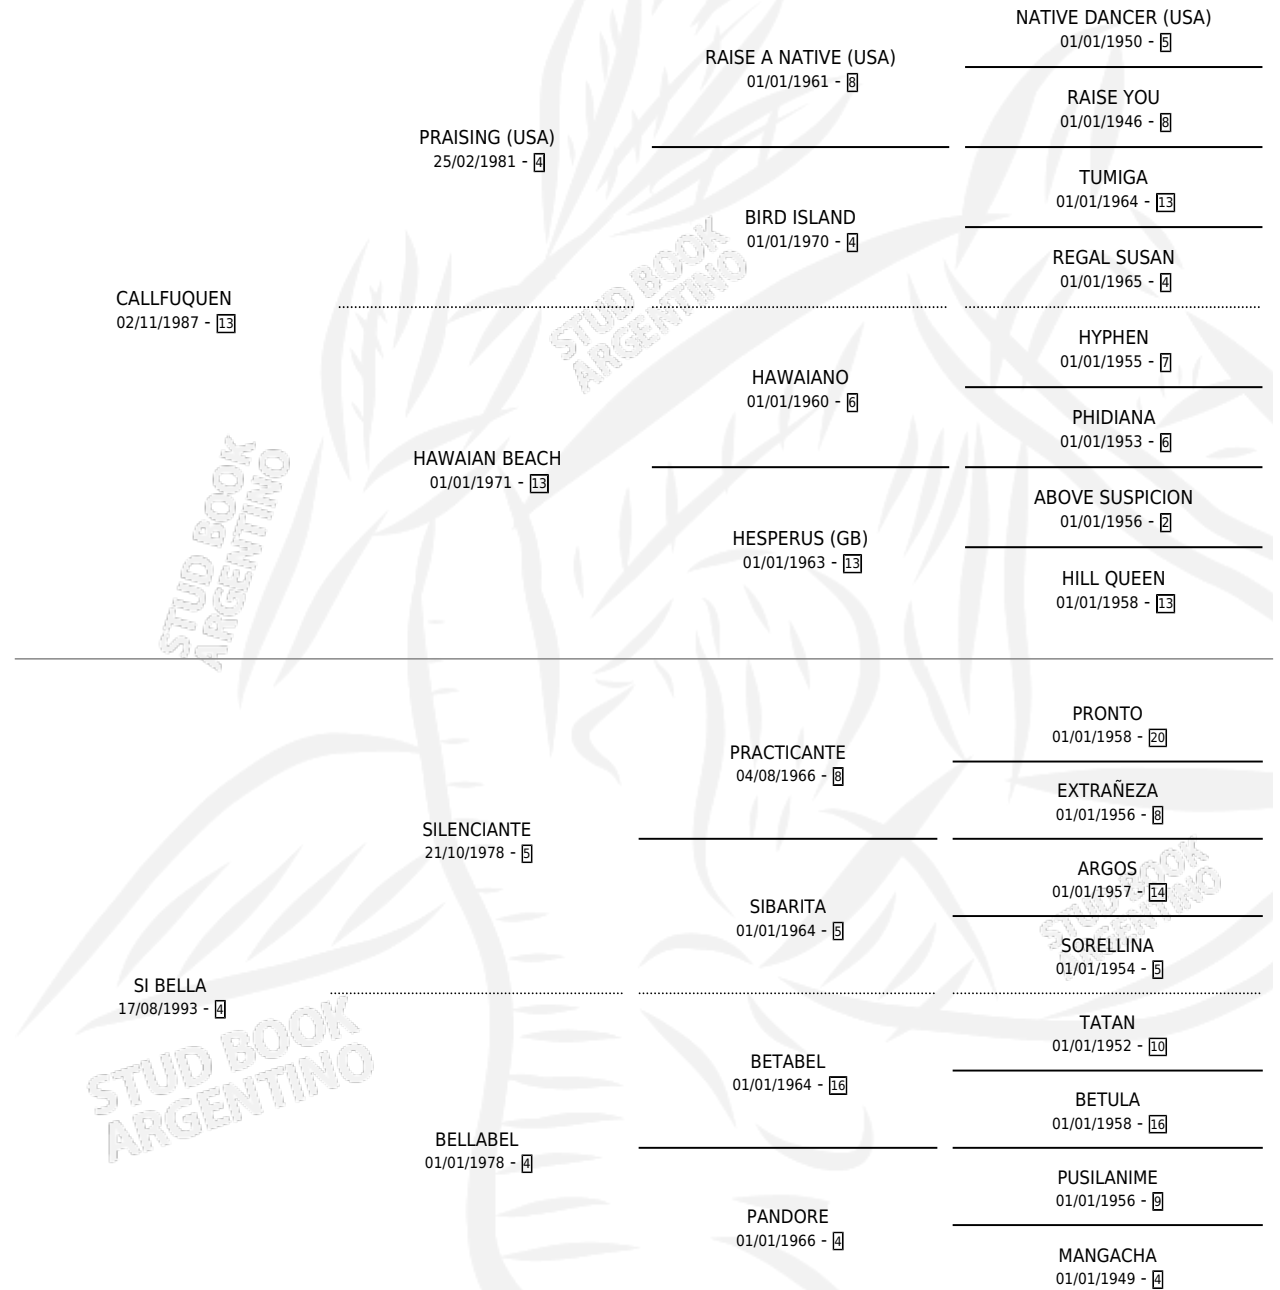 NATIVE DANCER (USA)
01/01/1950 - 5
RAISE A NATIVE (USA)
01/01/1961 - 8
RAISE YOU
01/01/1946 - 8
PRAISING (USA)
25/02/1981 - 4
TUMIGA
01/01/1964 - 13
BIRD ISLAND
01/01/1970 - 4
REGAL SUSAN
01/01/1965 - 4
CALLFUQUEN
02/11/1987 - 13
STUD BOOK
ARGENTINO
HYPHEN
01/01/1955 - 7
HAWAIANO
01/01/1960 - 6
PHIDIANA
01/01/1953 - 6
HAWAIAN BEACH
01/01/1971 - 13
ABOVE SUSPICION
01/01/1956 - 2
HESPERUS (GB)
01/01/1963 - 13
HILL QUEEN
01/01/1958 - 13
STUD BOOK
ARGENTINO
PRONTO
01/01/1958 - 20
PRACTICANTE
04/08/1966 - 8
EXTRAÑEZA
01/01/1956 - 8
SILENCIANTE
21/10/1978 - 5
ARGOS
01/01/1957 - 14
SIBARITA
01/01/1964 - 5
STUD BOOK
ARGENTINO
SORELLINA
01/01/1954 - 5
SI BELLA
17/08/1993 - 4
STUD BOOK
ARGENTINO
TATAN
01/01/1952 - 10
BETABEL
01/01/1964 - 16
BETULA
01/01/1958 - 16
BELLABEL
01/01/1978 - 4
PUSILANIME
01/01/1956 - 9
PANDORE
01/01/1966 - 4
MANGACHA
01/01/1949 - 4